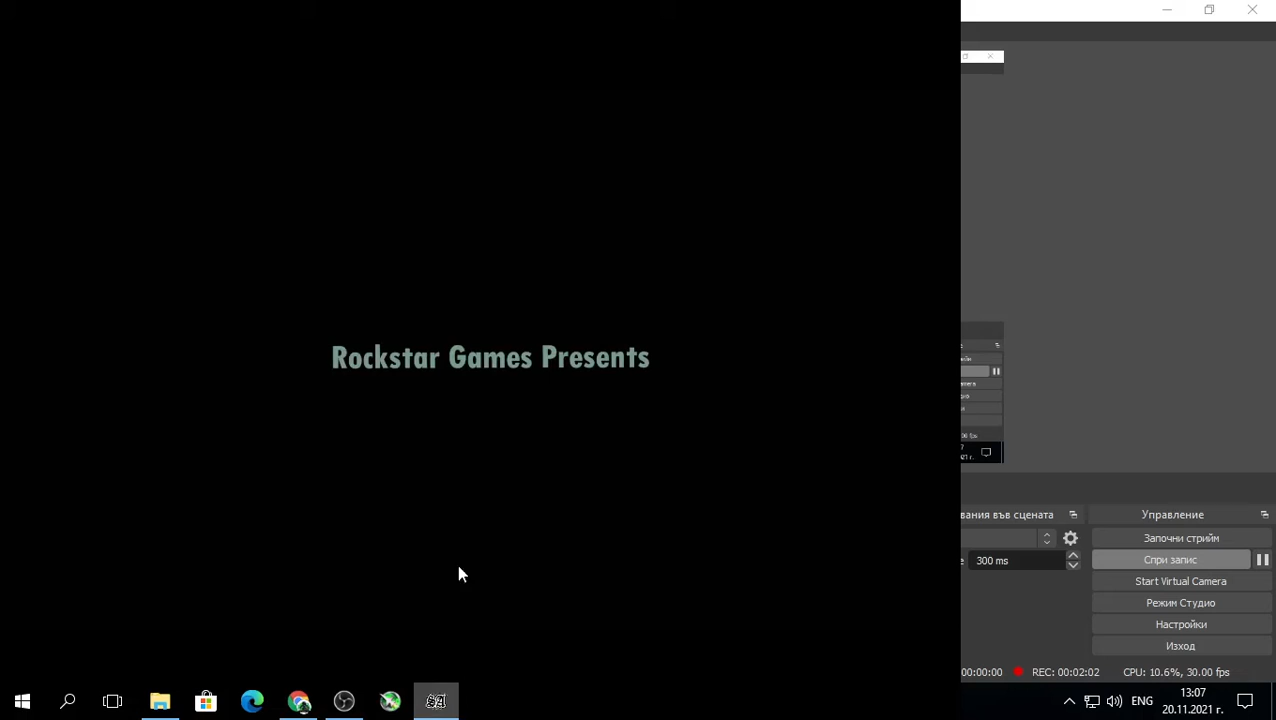 Rockstar Games Presents
вания във сцената
Управление
Започни стрийм
300 ms
Спри запис
Start Virtual Camera
Режим Студио
Настройки
Изход
00:00:00
REC: 00:02:02
CPU: 10.6%, 30.00 fps
ENG
13:07
20.11.2021 г.